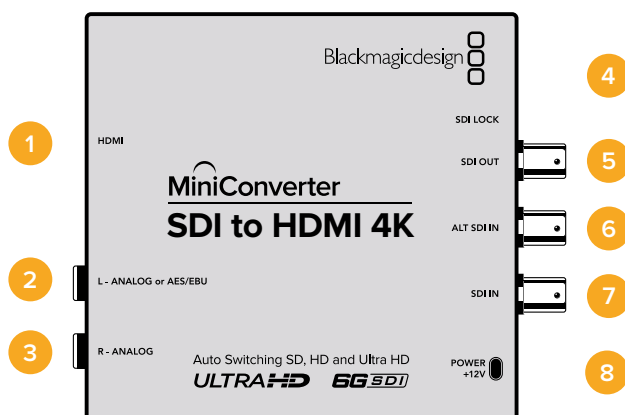 Blackmagicdesign
4
SDI LOCK
1
HDMI
SDI OUT
5
MiniConverter
SDI to HDMI 4K
ALT SDI IN
6
2
L - ANALOG or AES/EBU
SDI IN
7
3
R - ANALOG
Auto Switching SD, HD and Ultra HD
ULTRA HD 6G SDI
POWER
+12V
8